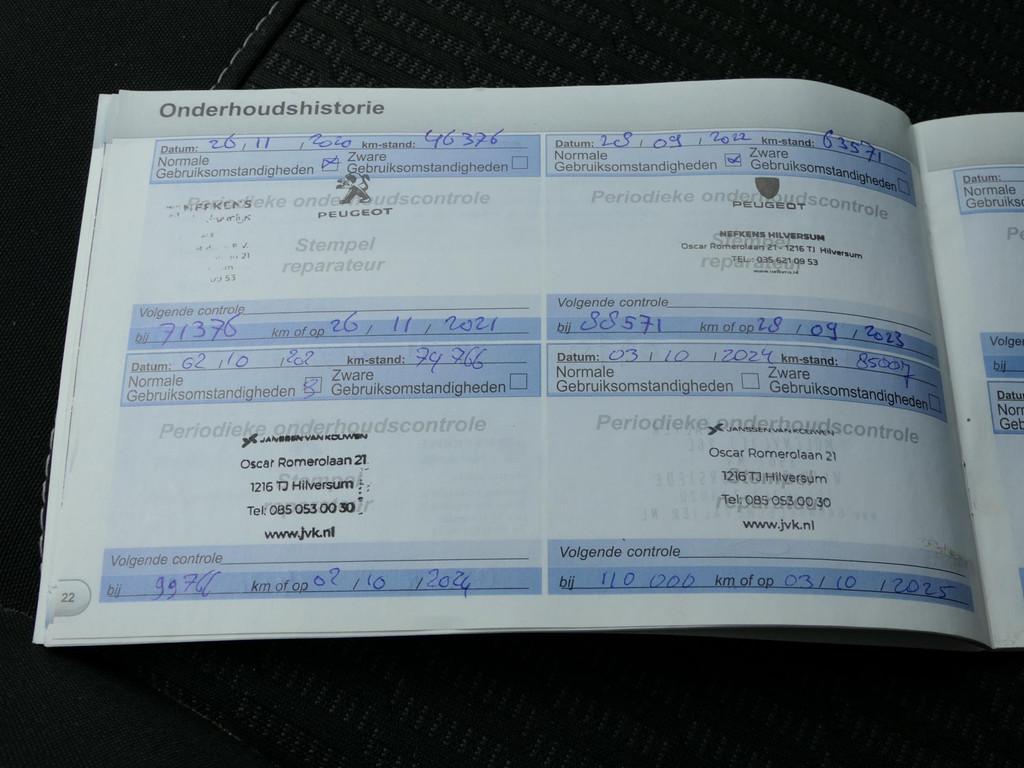 Onderhoudshistorie
Datum: 26 / 11 / 2020 km-stand: 46376
Normale Gebruiksomstandigheden
Zware Gebruiksomstandigheden
Periodieke onderhoudscontrole
PEUGEOT
Stempel
reparateur
Volgende controle
bij 71376 km of op 26 / 11 / 2021
Datum: 28 / 09 / 2022 km-stand: 63571
Normale Gebruiksomstandigheden
Zware Gebruiksomstandigheden
Periodieke onderhoudscontrole
PEUGEOT
NEFKENS HILVERSUM
Oscar Romerolaan 21 - 1216 TJ Hilversum
TEL.: 035 621 09 53
Stempel
reparateur
Volgende controle
bij 88571 km of op 28 / 09 / 2023
Datum: 02 / 10 / 202 km-stand: 74766
Normale Gebruiksomstandigheden
Zware Gebruiksomstandigheden
Periodieke onderhoudscontrole
JANSSEN VAN KOUWEN
Oscar Romerolaan 21
1216 TJ Hilversum
Tel: 085 053 00 30
www.jvk.nl
Stempel
reparateur
Volgende controle
bij 99766 km of op 02 / 10 / 2024
Datum: 03 / 10 / 2024 km-stand: 85007
Normale Gebruiksomstandigheden
Zware Gebruiksomstandigheden
Periodieke onderhoudscontrole
JANSSEN VAN KOUWEN
Oscar Romerolaan 21
1216 TJ Hilversum
Tel: 085 053 00 30
www.jvk.nl
Stempel
reparateur
Volgende controle
bij 110 000 km of op 03 / 10 / 2025
22
Datum:
Normale